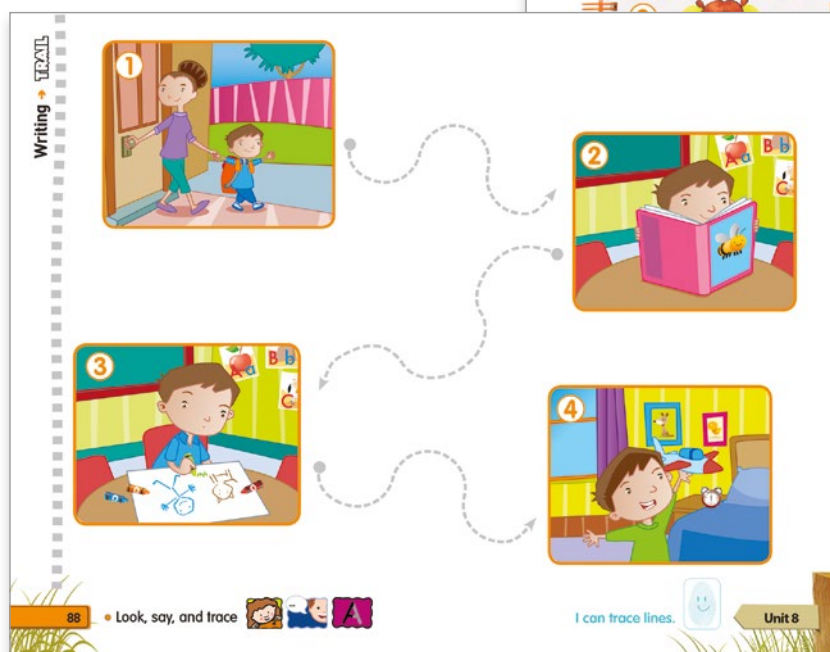 Writing → TRAIL
1
2
Aa Bb
C
3
Aa Bb
C
4
88 • Look, say, and trace A
I can trace lines.
Unit 8